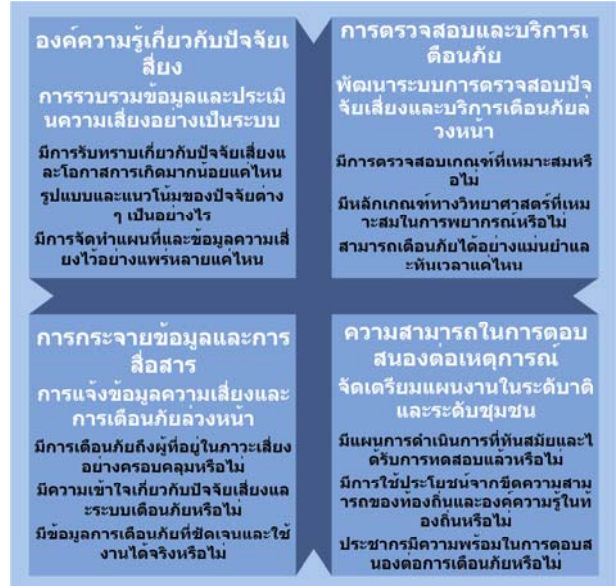 องค์ความรู้เกี่ยวกับปัจจัยเ
สี่ยง
การรวบรวมข้อมูลและประเมิ
นความเสี่ยงอย่างเป็นระบบ
มีการรับทราบเกี่ยวกับปัจจัยเสี่ยงแ
ละโอกาสการเกิดมากน้อยแค่ไหน
รูปแบบและแนวโน้มของปัจจัยต่าง
ๆ เป็นอย่างไร
มีการจัดทำแผนที่และข้อมูลความเสี่
ยงไว้อย่างแพร่หลายแค่ไหน
การตรวจสอบและบริการเ
ตือนภัย
พัฒนาระบบการตรวจสอบปัจ
จัยเสี่ยงและบริการเตือนภัยล่
วงหน้า
มีการตรวจสอบเกณฑ์ที่เหมาะสมหรื
อไม่
มีหลักเกณฑ์ทางวิทยาศาสตร์ที่เหม
าะสมในการพยากรณ์หรือไม่
สามารถเตือนภัยได้อย่างแม่นยำแล
ะทันเวลาแค่ไหน
การกระจายข้อมูลและการ
สื่อสาร
การแจ้งข้อมูลความเสี่ยงและ
การเตือนภัยล่วงหน้า
มีการเตือนภัยถึงผู้ที่อยู่ในภาวะเสี่ยง
อย่างครอบคลุมหรือไม่
มีความเข้าใจเกี่ยวกับปัจจัยเสี่ยงแล
ะระบบเตือนภัยหรือไม่
มีข้อมูลการเตือนภัยที่ชัดเจนและใช้
งานได้จริงหรือไม่
ความสามารถในการตอบ
สนองต่อเหตุการณ์
จัดเตรียมแผนงานในระดับาติ
และระดับชุมชน
มีแผนการดำเนินการที่ทันสมัยและไ
ด้รับการทดสอบแล้วหรือไม่
มีการใช้ประโยชน์จากขีดความสาม
ารถของท้องถิ่นและองค์ความรู้ในท้
องถิ่นหรือไม่
ประชากรมีความพร้อมในการตอบส
นองต่อการเตือนภัยหรือไม่